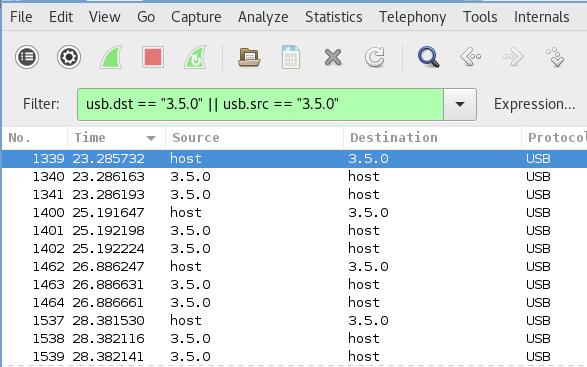 File Edit View Go Capture Analyze Statistics Telephony Tools Internals
Filter: usb.dst == "3.5.0" || usb.src == "3.5.0" Expression...
No. Time Source Destination Protocol
1339 23.285732 host 3.5.0 USB
1340 23.286163 3.5.0 host USB
1341 23.286193 3.5.0 host USB
1400 25.191647 host 3.5.0 USB
1401 25.192198 3.5.0 host USB
1402 25.192224 3.5.0 host USB
1462 26.886247 host 3.5.0 USB
1463 26.886631 3.5.0 host USB
1464 26.886661 3.5.0 host USB
1537 28.381530 host 3.5.0 USB
1538 28.382116 3.5.0 host USB
1539 28.382141 3.5.0 host USB